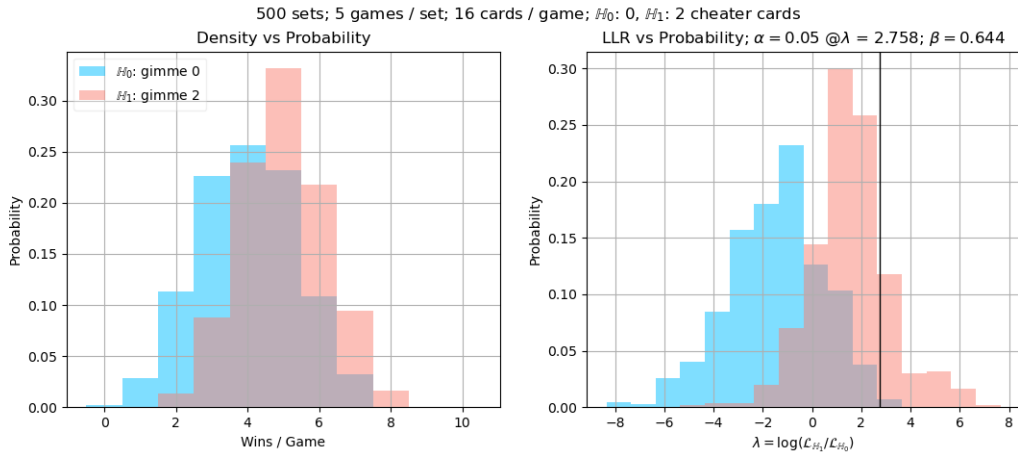 500 sets; 5 games / set; 16 cards / game; ℍ₀: 0, ℍ₁: 2 cheater cards
Density vs Probability
ℍ₀: gimme 0
ℍ₁: gimme 2
Probability
0.30
0.25
0.20
0.15
0.10
0.05
0.00
0 2 4 6 8 10
Wins / Game
LLR vs Probability; α = 0.05 @λ = 2.758; β = 0.644
Probability
0.30
0.25
0.20
0.15
0.10
0.05
0.00
−8 −6 −4 −2 0 2 4 6 8
λ = log(ℒ_ℍ₁/ℒ_ℍ₀)